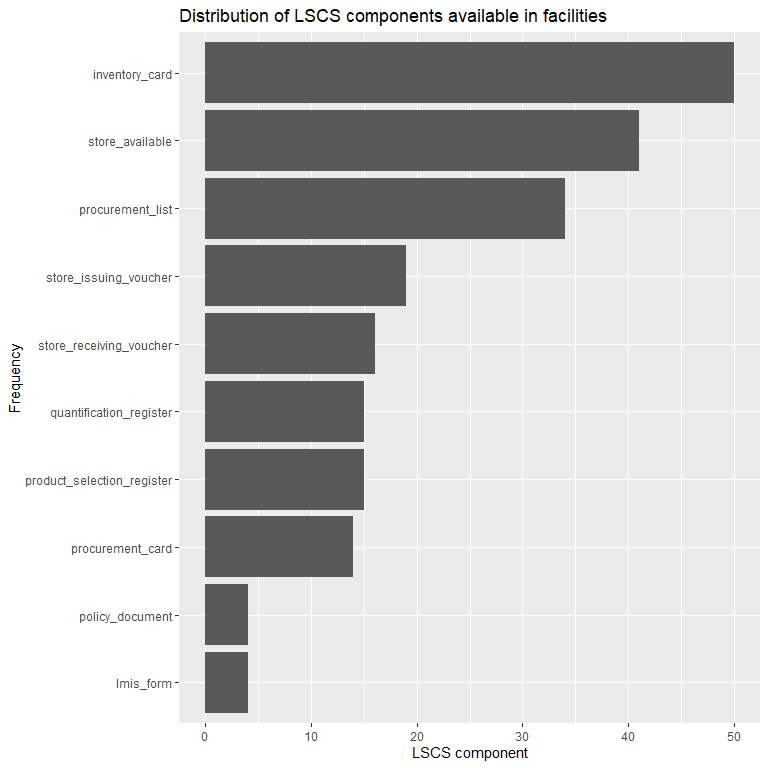 Distribution of LSCS components available in facilities
inventory_card
store_available
procurement_list
store_issuing_voucher
store_receiving_voucher
quantification_register
product_selection_register
procurement_card
policy_document
lmis_form
Frequency
0 10 20 30 40 50
LSCS component